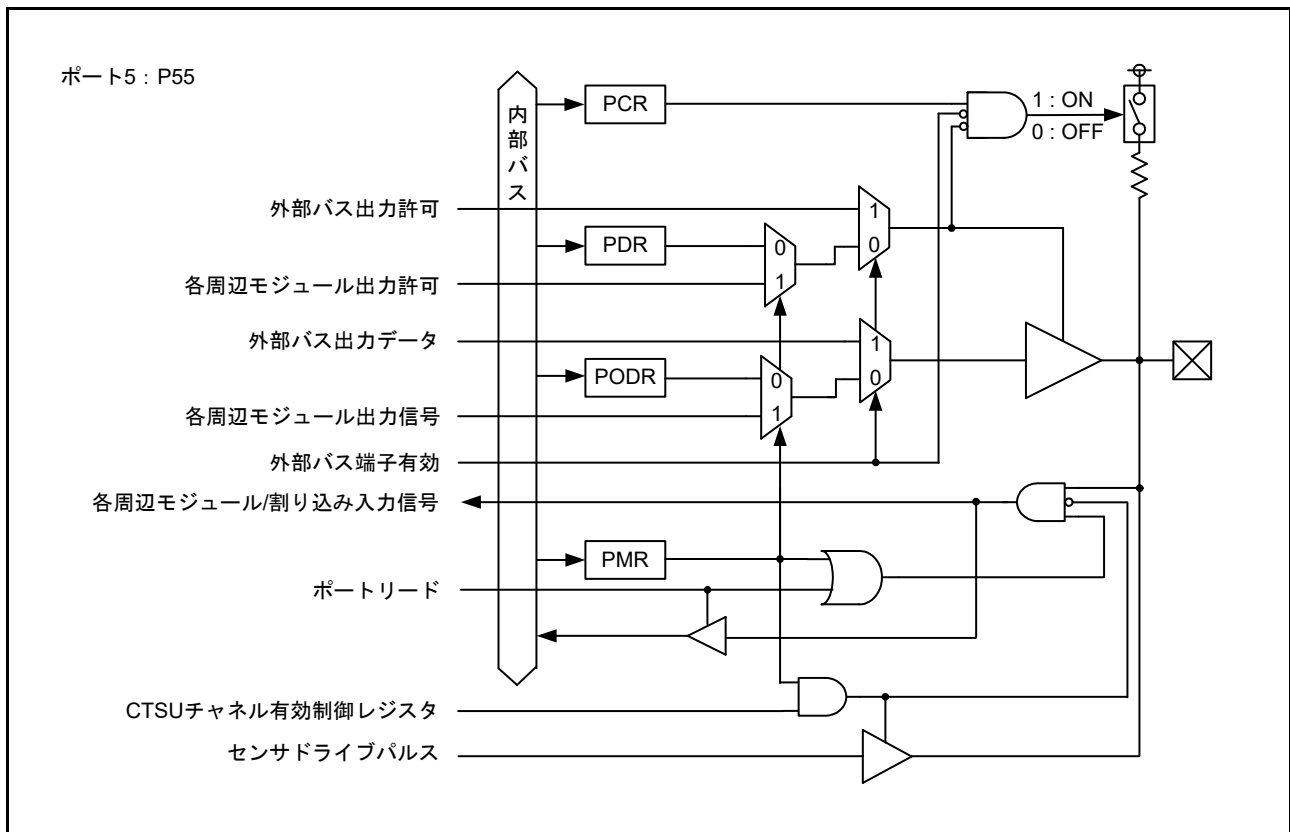 ポート5：P55
内部バス
PCR
1 : ON
0 : OFF
外部バス出力許可
1
0
PDR
0
1
各周辺モジュール出力許可
外部バス出力データ
1
0
PODR
0
1
各周辺モジュール出力信号
外部バス端子有効
各周辺モジュール/割り込み入力信号
PMR
ポートリード
CTSUチャネル有効制御レジスタ
センサドライブパルス